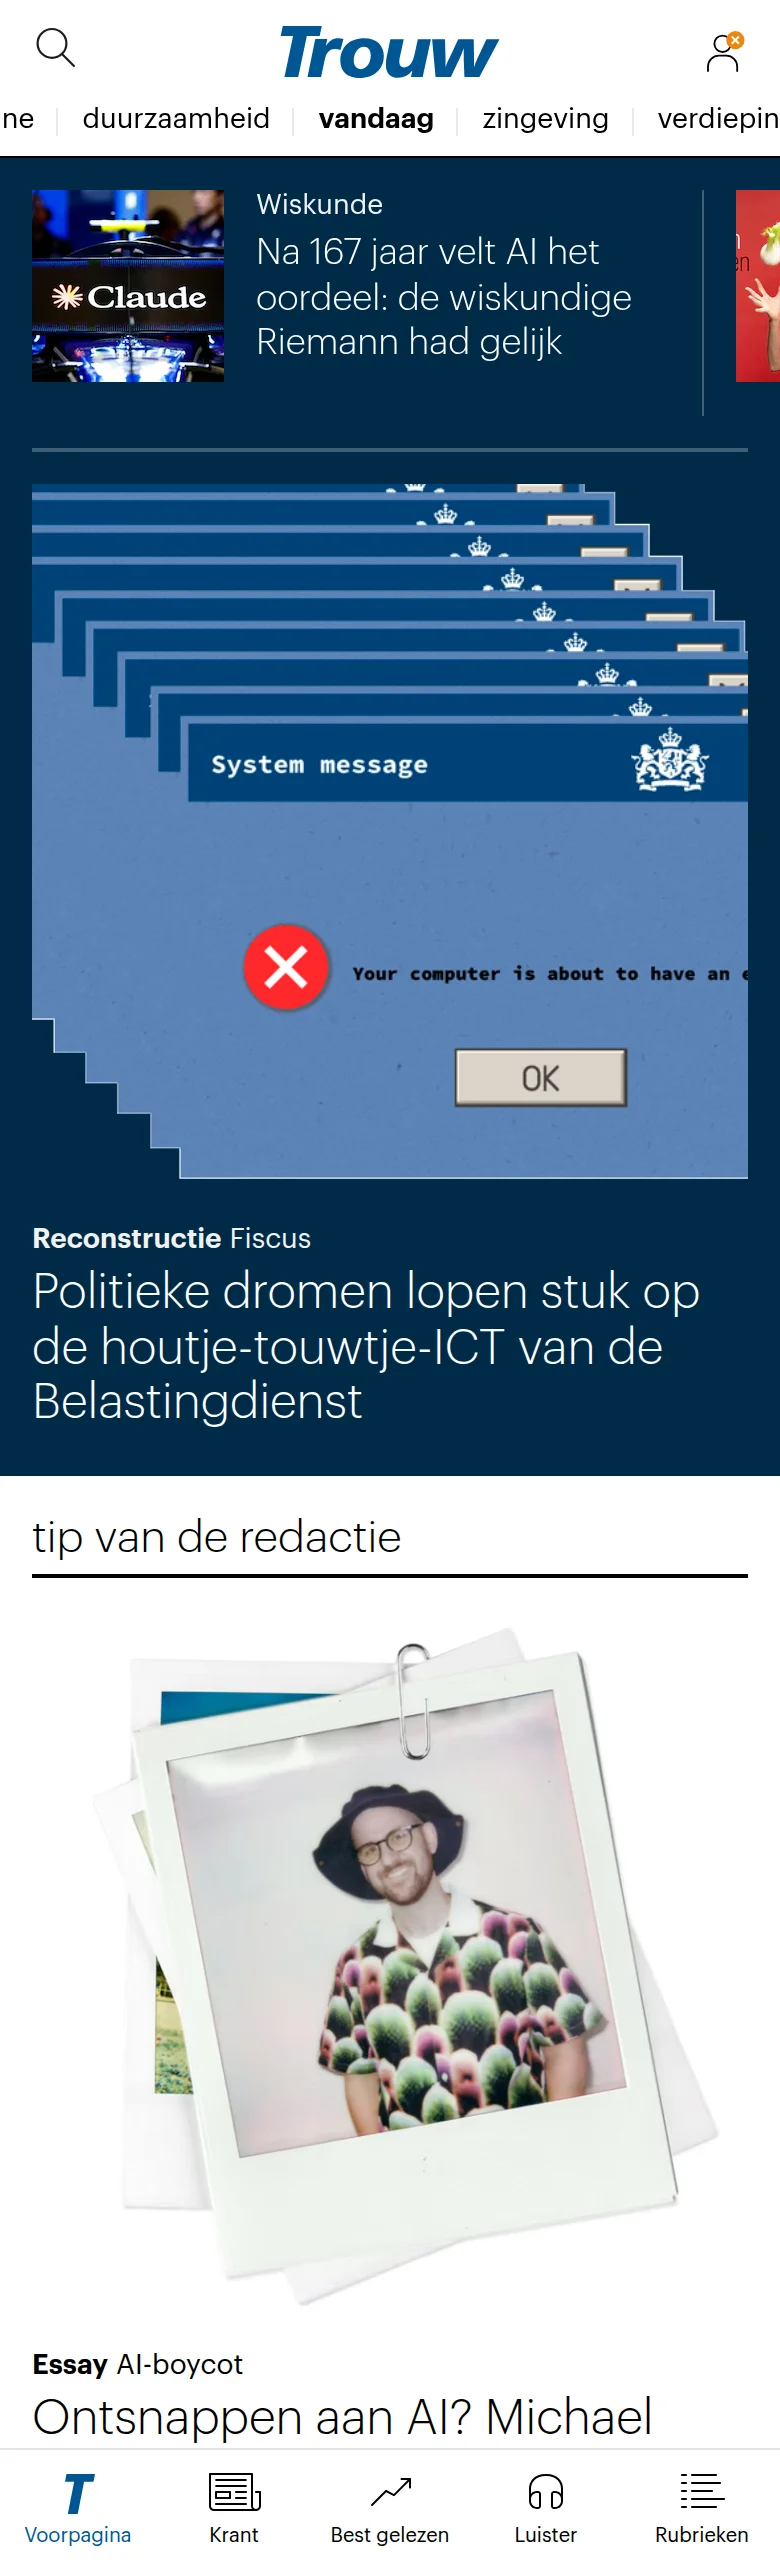 Trouw
ne
duurzaamheid
vandaag
zingeving
verdiepin
Wiskunde
Na 167 jaar velt AI het
oordeel: de wiskundige
Riemann had gelijk
Claude
n
en
System message
Your computer is about to have an e
OK
Reconstructie Fiscus
Politieke dromen lopen stuk op
de houtje-touwtje-ICT van de
Belastingdienst
tip van de redactie
Essay AI-boycot
Ontsnappen aan AI? Michael
T
Voorpagina
Krant
Best gelezen
Luister
Rubrieken